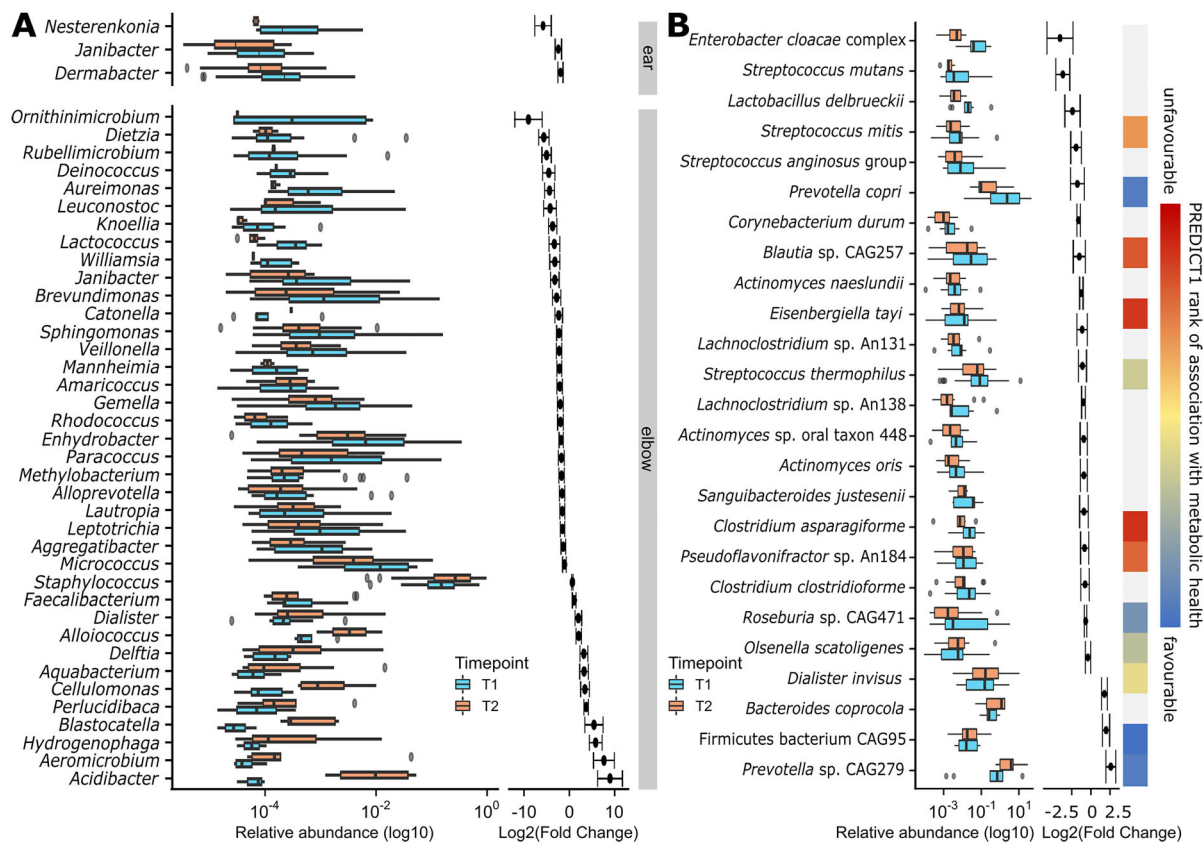 A
Nesterenkonia
Janibacter
Dermabacter
ear
Ornithinimicrobium
Dietzia
Rubellimicrobium
Deinococcus
Aureimonas
Leuconostoc
Knoellia
Lactococcus
Williamsia
Janibacter
Brevundimonas
Catonella
Sphingomonas
Veillonella
Mannheimia
Amaricoccus
Gemella
Rhodococcus
Enhydrobacter
Paracoccus
Methylobacterium
Alloprevotella
Lautropia
Leptotrichia
Aggregatibacter
Micrococcus
Staphylococcus
Faecalibacterium
Dialister
Alloiococcus
Delftia
Aquabacterium
Cellulomonas
Perlucidibaca
Blastocatella
Hydrogenophaga
Aeromicrobium
Acidibacter
elbow
Timepoint
T1
T2
10-4 10-2 100
Relative abundance (log10)
-10 0 10
Log2(Fold Change)
B
Enterobacter cloacae complex
Streptococcus mutans
Lactobacillus delbrueckii
Streptococcus mitis
Streptococcus anginosus group
Prevotella copri
Corynebacterium durum
Blautia sp. CAG257
Actinomyces naeslundii
Eisenbergiella tayi
Lachnoclostridium sp. An131
Streptococcus thermophilus
Lachnoclostridium sp. An138
Actinomyces sp. oral taxon 448
Actinomyces oris
Sanguibacteroides justesenii
Clostridium asparagiforme
Pseudoflavonifractor sp. An184
Clostridium clostridioforme
Roseburia sp. CAG471
Olsenella scatoligenes
Dialister invisus
Bacteroides coprocola
Firmicutes bacterium CAG95
Prevotella sp. CAG279
Timepoint
T1
T2
10-3 10-1 101
Relative abundance (log10)
-2.5 0 2.5
Log2(Fold Change)
unfavourable
PREDICT1 rank of association with metabolic health
favourable